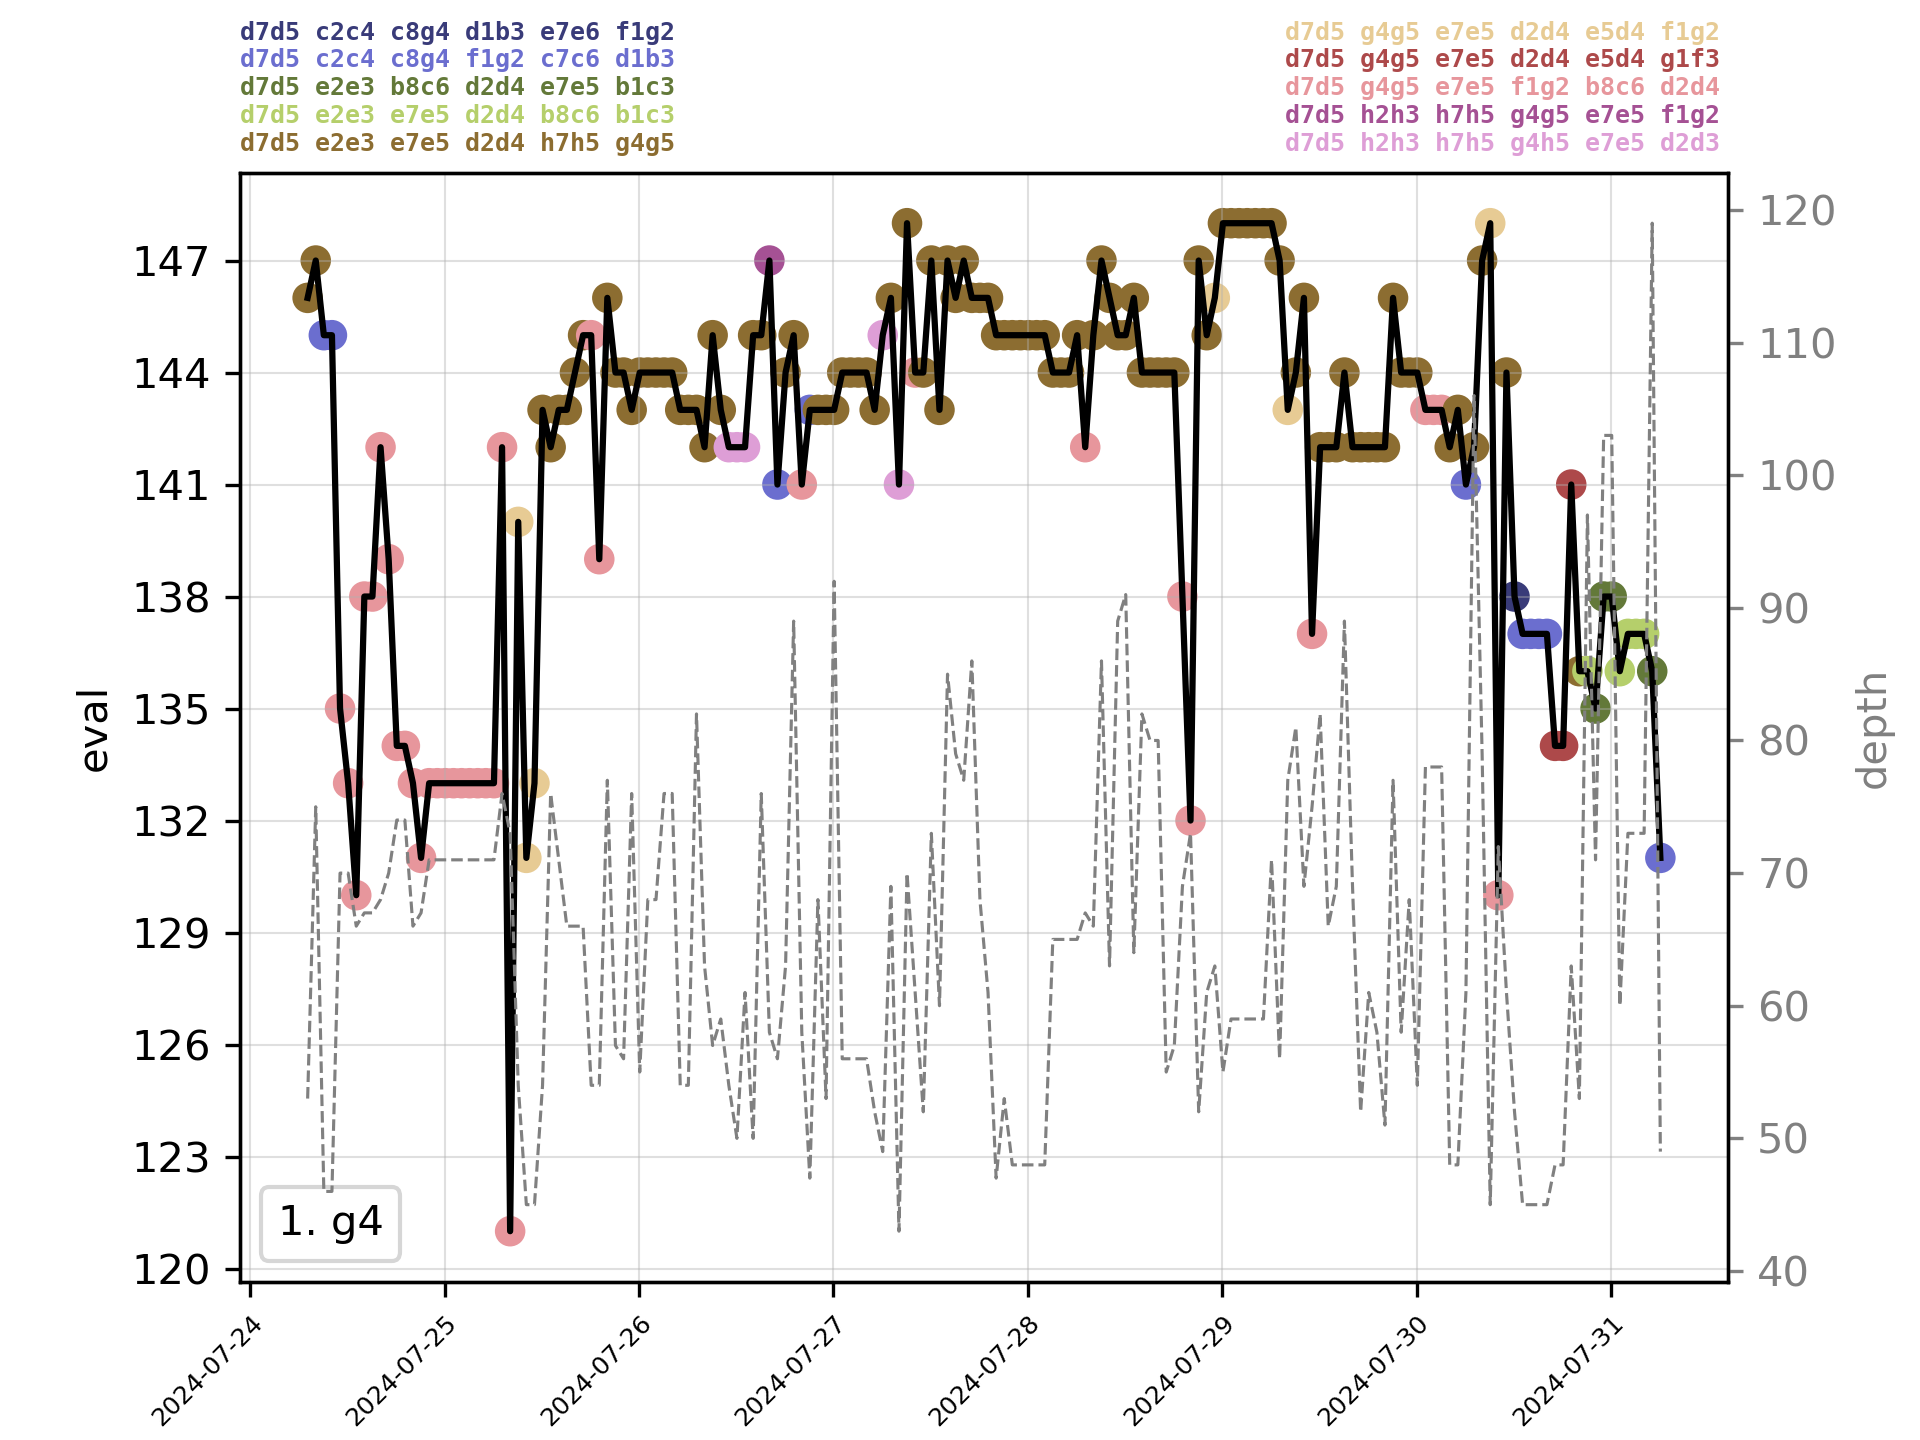 d7d5 c2c4 c8g4 d1b3 e7e6 f1g2
d7d5 c2c4 c8g4 f1g2 c7c6 d1b3
d7d5 e2e3 b8c6 d2d4 e7e5 b1c3
d7d5 e2e3 e7e5 d2d4 b8c6 b1c3
d7d5 e2e3 e7e5 d2d4 h7h5 g4g5
d7d5 g4g5 e7e5 d2d4 e5d4 f1g2
d7d5 g4g5 e7e5 d2d4 e5d4 g1f3
d7d5 g4g5 e7e5 f1g2 b8c6 d2d4
d7d5 h2h3 h7h5 g4g5 e7e5 f1g2
d7d5 h2h3 h7h5 g4h5 e7e5 d2d3
147
144
141
138
135
132
129
126
123
120
eval
120
110
100
90
80
70
60
50
40
depth
1. g4
2024-07-24
2024-07-25
2024-07-26
2024-07-27
2024-07-28
2024-07-29
2024-07-30
2024-07-31